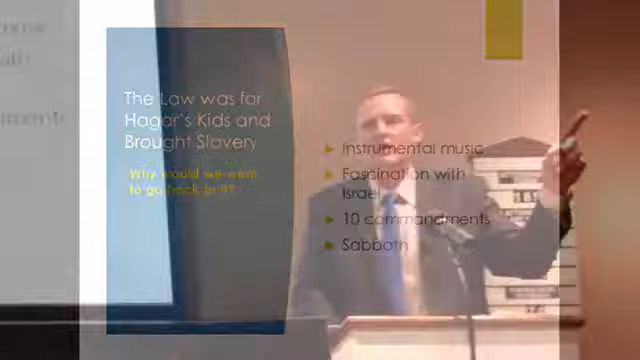 The Law was for
Hagar's Kids and
Brought Slavery
Why would we want
to go back to it?
Instrumental music
Fascination with
Israel
10 commandments
Sabbath